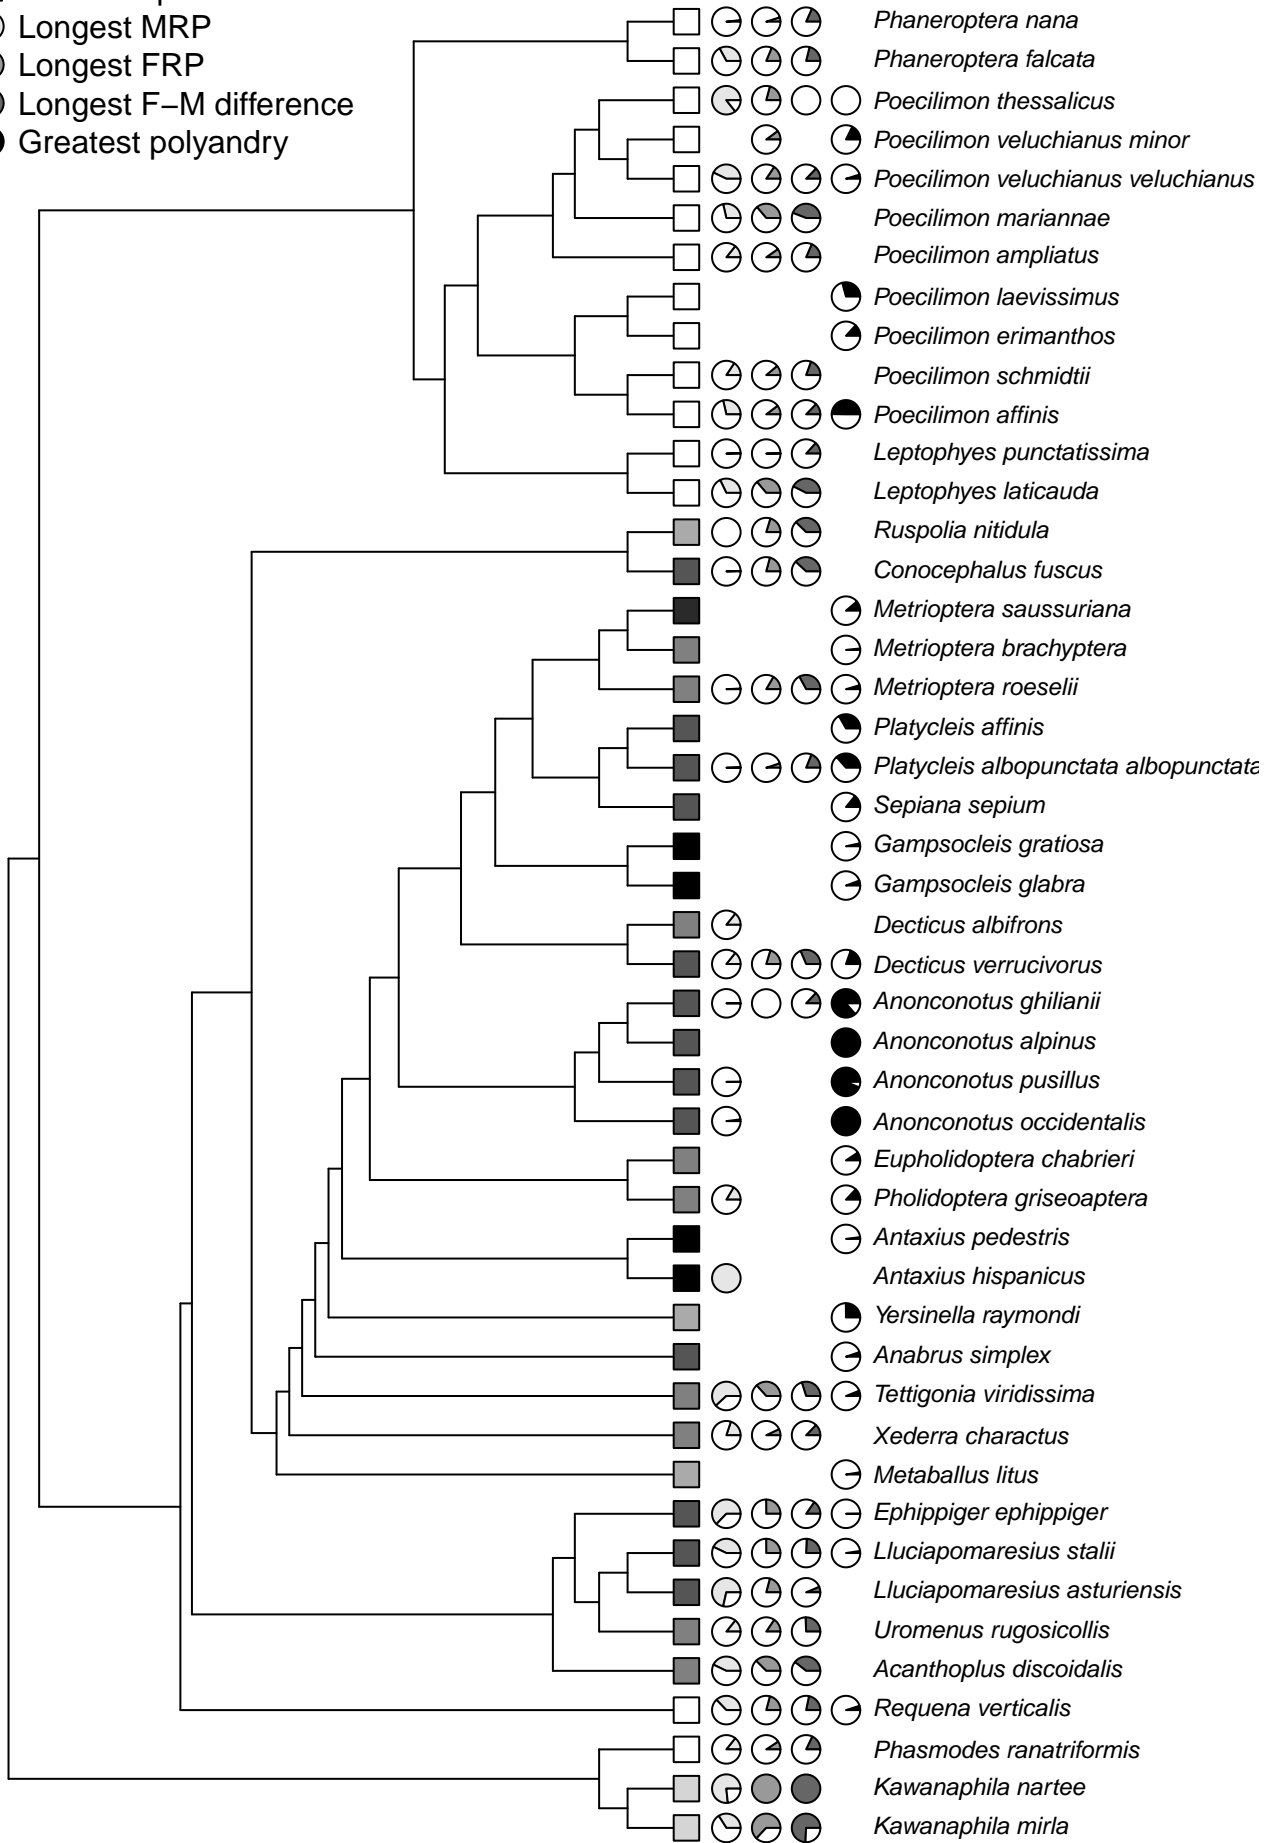 Longest MRP
Longest FRP
Longest F−M difference
Greatest polyandry
Phaneroptera nana
Phaneroptera falcata
Poecilimon thessalicus
Poecilimon veluchianus minor
Poecilimon veluchianus veluchianus
Poecilimon mariannae
Poecilimon ampliatus
Poecilimon laevissimus
Poecilimon erimanthos
Poecilimon schmidtii
Poecilimon affinis
Leptophyes punctatissima
Leptophyes laticauda
Ruspolia nitidula
Conocephalus fuscus
Metrioptera saussuriana
Metrioptera brachyptera
Metrioptera roeselii
Platycleis affinis
Platycleis albopunctata albopunctata
Sepiana sepium
Gampsocleis gratiosa
Gampsocleis glabra
Decticus albifrons
Decticus verrucivorus
Anonconotus ghilianii
Anonconotus alpinus
Anonconotus pusillus
Anonconotus occidentalis
Eupholidoptera chabrieri
Pholidoptera griseoaptera
Antaxius pedestris
Antaxius hispanicus
Yersinella raymondi
Anabrus simplex
Tettigonia viridissima
Xederra charactus
Metaballus litus
Ephippiger ephippiger
Lluciapomaresius stalii
Lluciapomaresius asturiensis
Uromenus rugosicollis
Acanthoplus discoidalis
Requena verticalis
Phasmodes ranatriformis
Kawanaphila nartee
Kawanaphila mirla